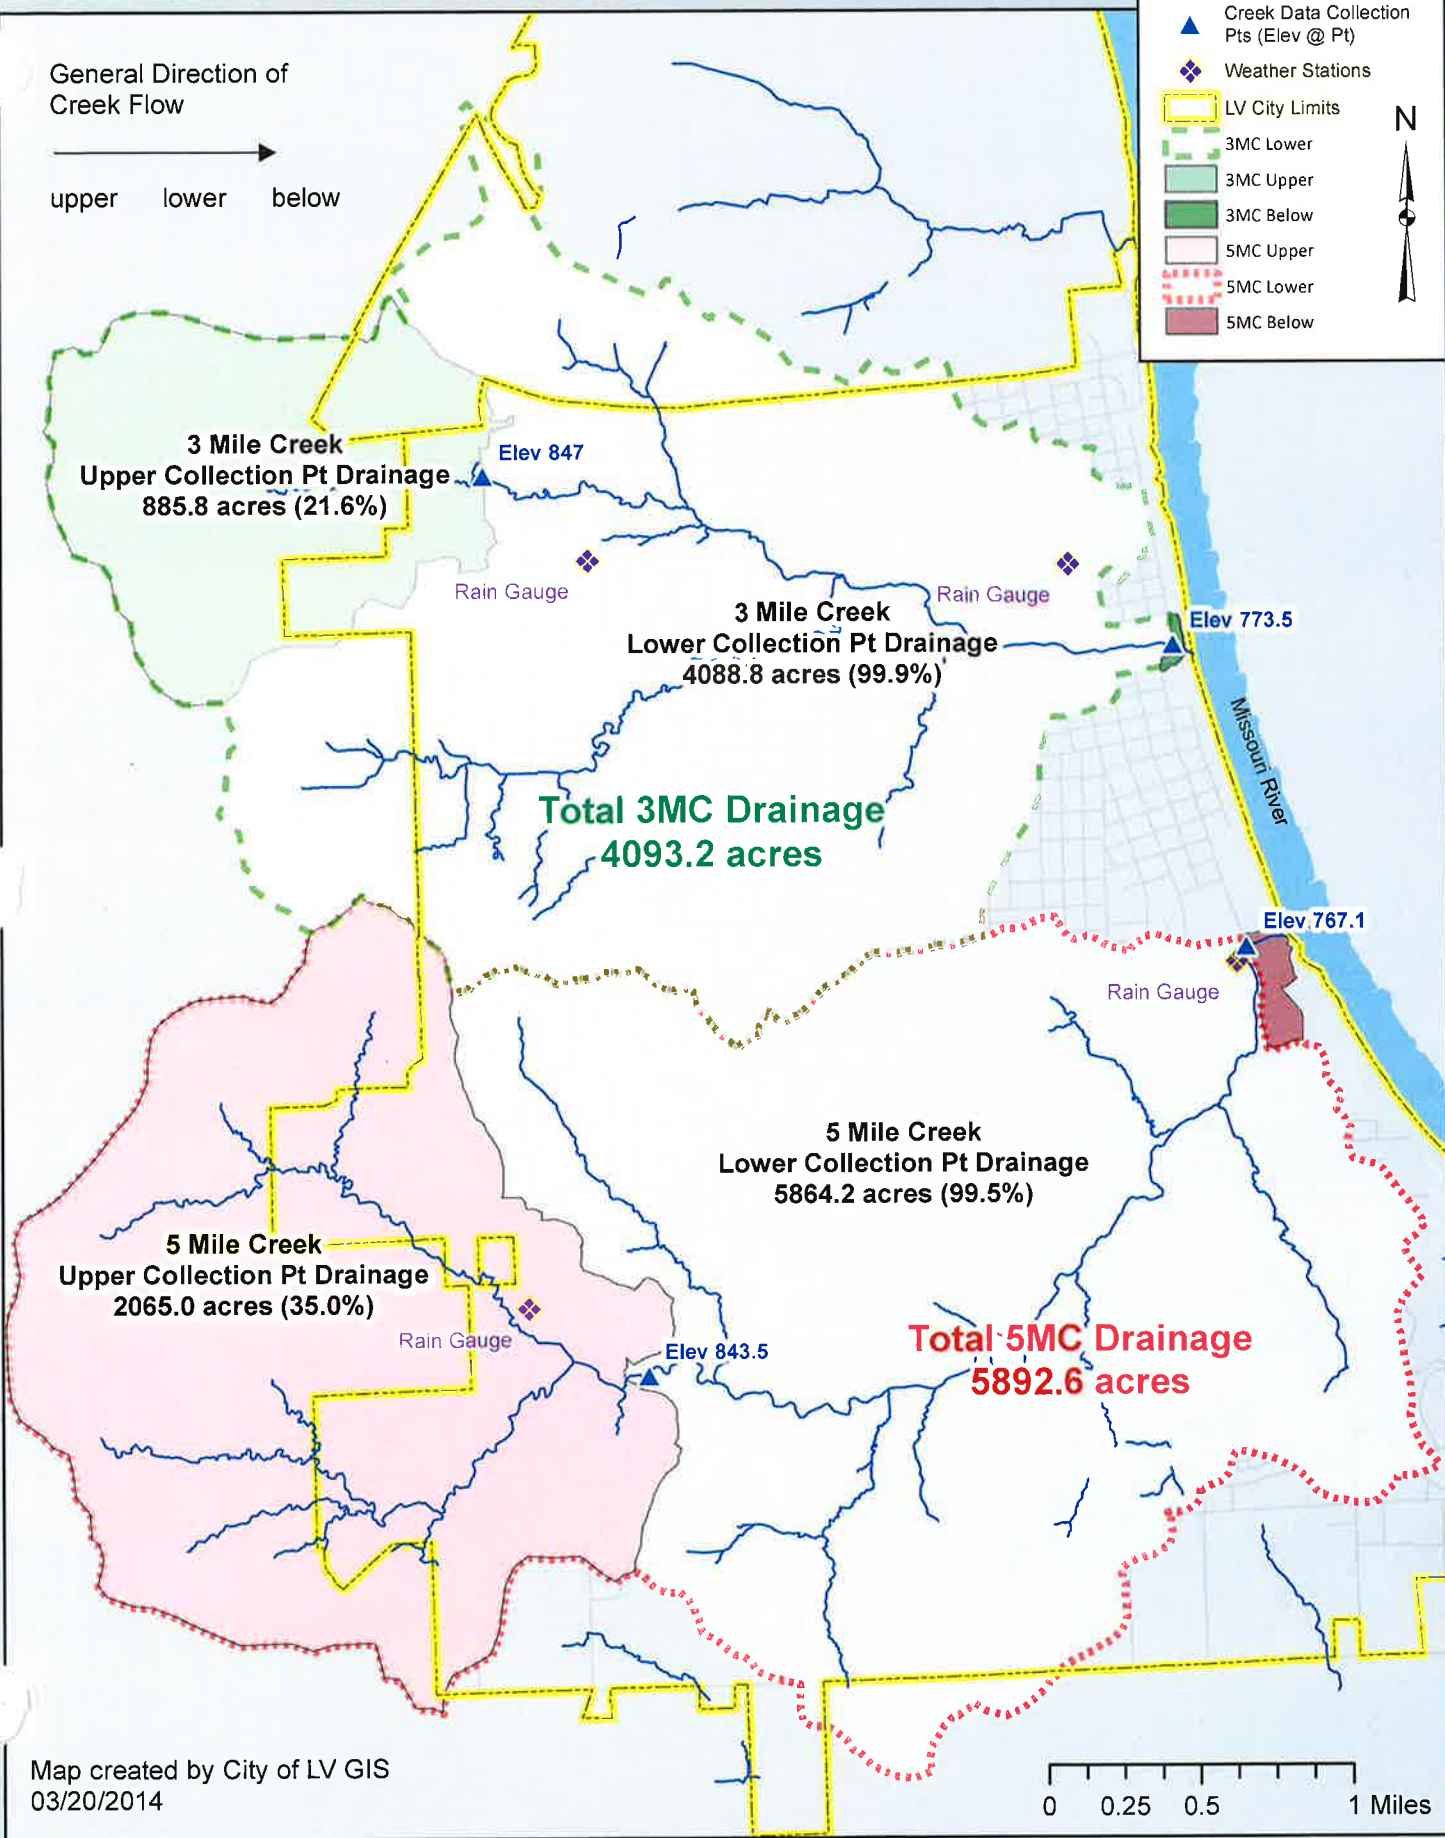 Creek Data Collection
Pts (Elev @ Pt)
Weather Stations
LV City Limits
3MC Lower
3MC Upper
3MC Below
5MC Upper
5MC Lower
5MC Below
N
General Direction of
Creek Flow
upper lower below
3 Mile Creek
Upper Collection Pt Drainage
885.8 acres (21.6%)
Elev 847
Rain Gauge
Rain Gauge
3 Mile Creek
Lower Collection Pt Drainage
4088.8 acres (99.9%)
Elev 773.5
Missouri River
Total 3MC Drainage
4093.2 acres
Elev 767.1
Rain Gauge
5 Mile Creek
Lower Collection Pt Drainage
5864.2 acres (99.5%)
5 Mile Creek
Upper Collection Pt Drainage
2065.0 acres (35.0%)
Rain Gauge
Elev 843.5
Total 5MC Drainage
5892.6 acres
Map created by City of LV GIS
03/20/2014
0 0.25 0.5 1 Miles